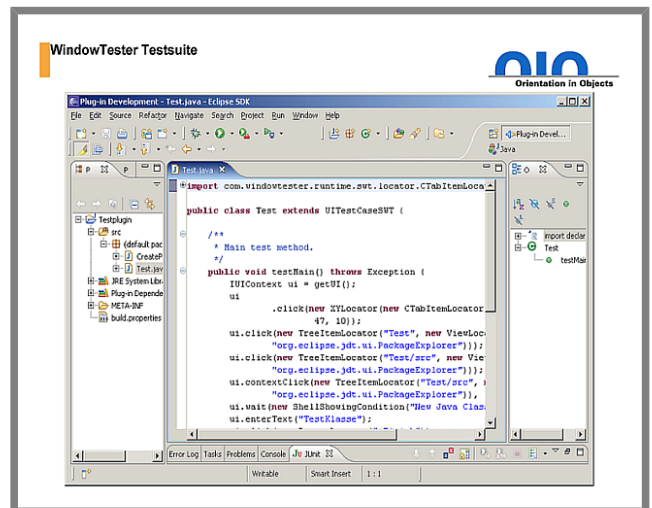 WindowTester Testsuite
OIO
Orientation in Objects
Plug-in Development - Test.java - Eclipse SDK
File Edit Source Refactor Navigate Search Project Run Window Help
Plug-in Devel...
Java
P P
Test.java
O
Testplugin
src
(default pac
CreateP
Test.jav
JRE System Libr
Plug-in Depende
META-INF
build.properties
import com.windowtester.runtime.swt.locator.CTabItemLoca
public class Test extends UITestCaseSWT {
/**
* Main test method.
*/
public void testMain() throws Exception {
IUIContext ui = getUI();
ui
.click(new XYLocator(new CTabItemLocator
47, 10));
ui.click(new TreeItemLocator("Test", new ViewLoc
"org.eclipse.jdt.ui.PackageExplorer")));
ui.click(new TreeItemLocator("Test/src", new Vie
"org.eclipse.jdt.ui.PackageExplorer")));
ui.contextClick(new TreeItemLocator("Test/src",
"org.eclipse.jdt.ui.PackageExplorer")),
ui.wait(new ShellShowingCondition("New Java Clas
ui.enterText("TestKlasse");
import declar
Test
testMain
Error Log Tasks Problems Console JUnit
Writable Smart Insert 1 : 1